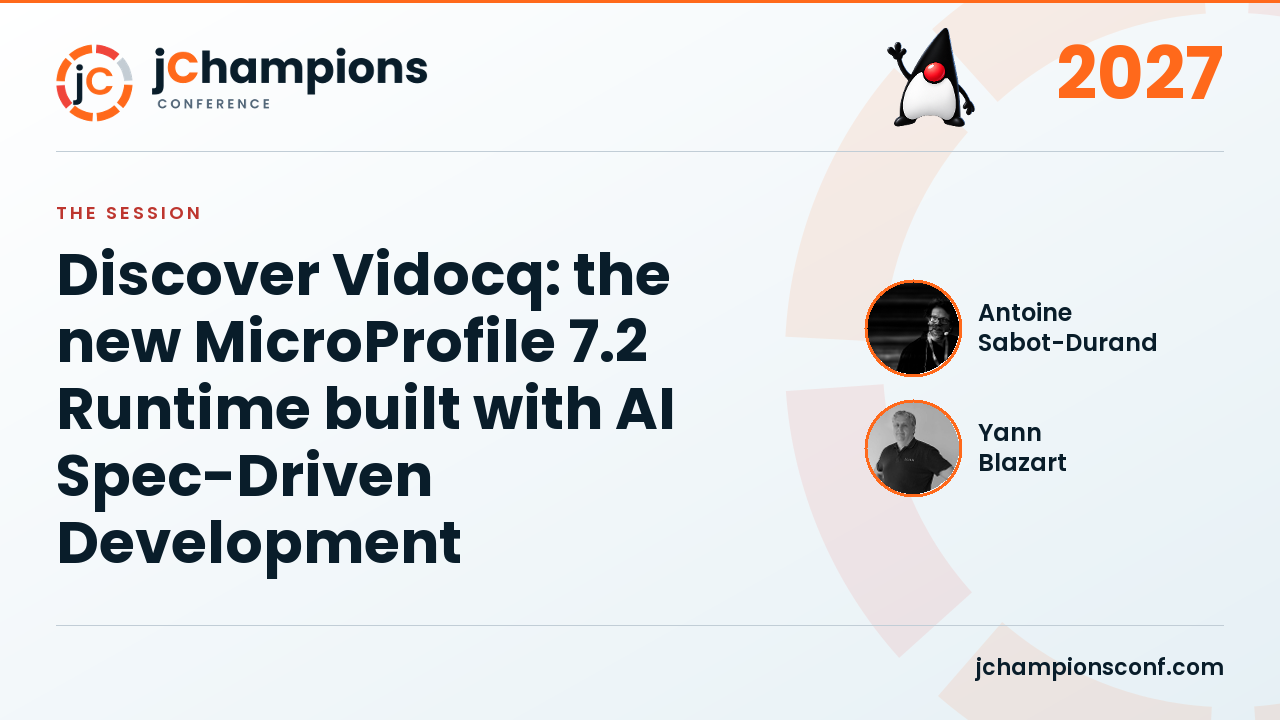 jC jChampions
CONFERENCE
2027
THE SESSION
Discover Vidocq: the
new MicroProfile 7.2
Runtime built with AI
Spec-Driven
Development
Antoine
Sabot-Durand
Yann
Blazart
jchampionsconf.com